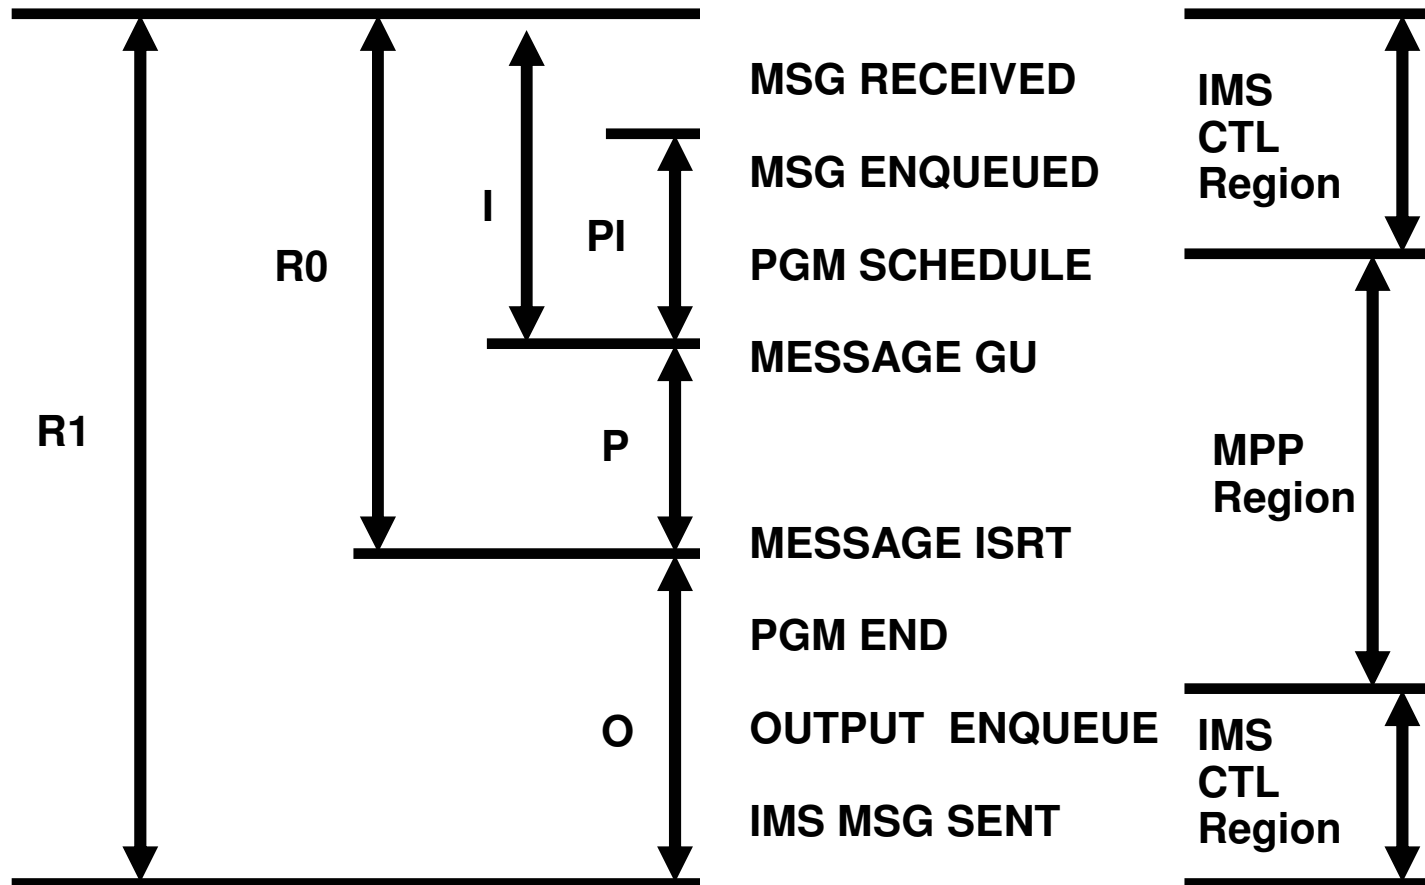 R1
R0
I
PI
P
O
MSG RECEIVED
MSG ENQUEUED
PGM SCHEDULE
MESSAGE GU
MESSAGE ISRT
PGM END
OUTPUT ENQUEUE
IMS MSG SENT
IMS
CTL
Region
MPP
Region
IMS
CTL
Region